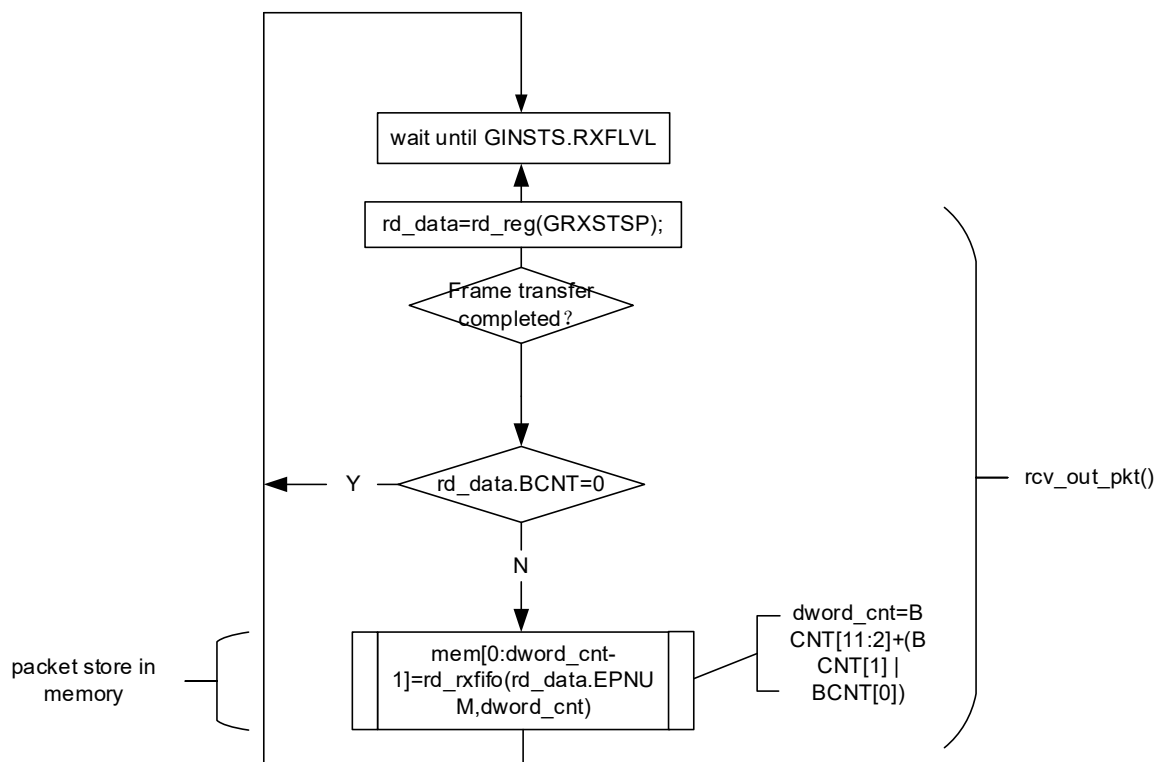 wait until GINSTS.RXFLVL
rd_data=rd_reg(GRXSTSP);
Frame transfer
completed？
rd_data.BCNT=0
Y
N
rcv_out_pkt()
packet store in
memory
mem[0:dword_cnt-
1]=rd_rxfifo(rd_data.EPNU
M,dword_cnt)
dword_cnt=B
CNT[11:2]+(B
CNT[1] |
BCNT[0])